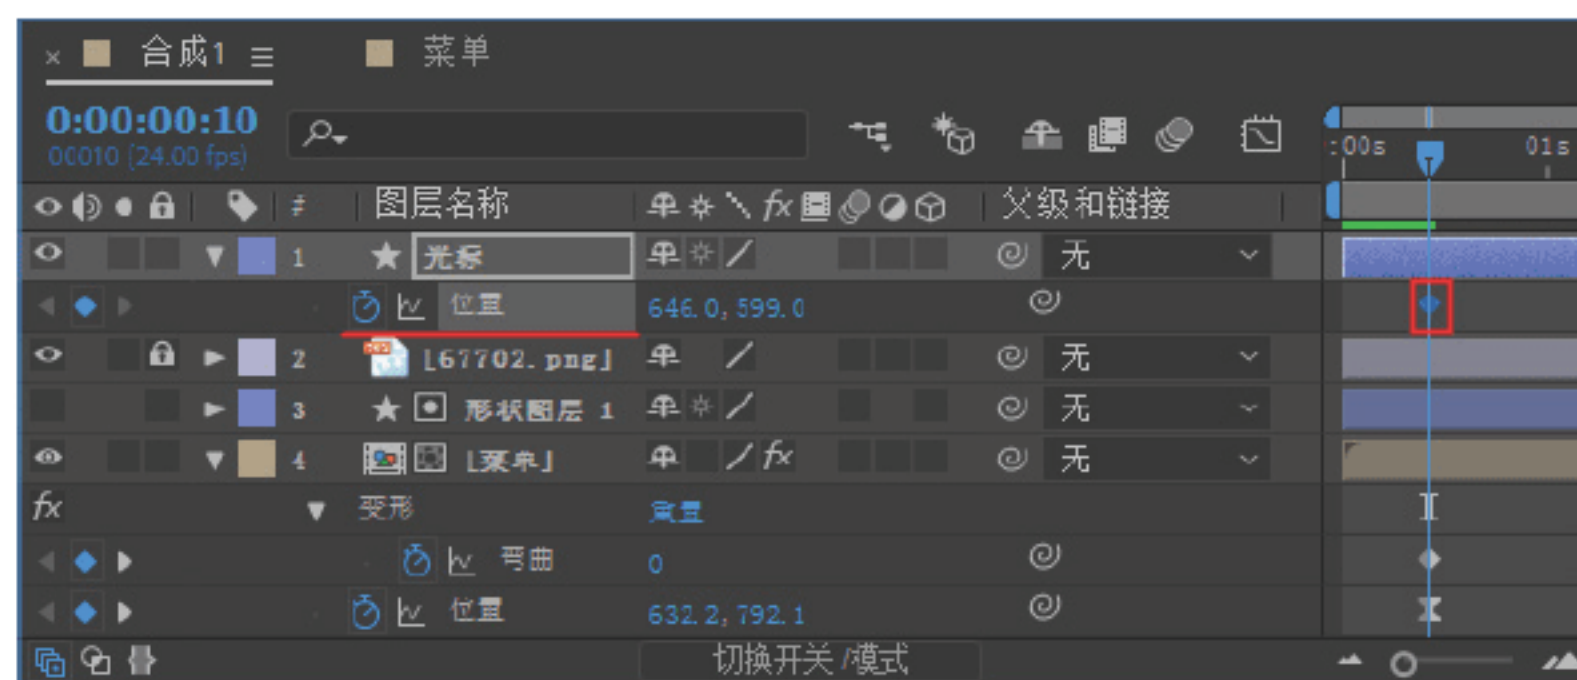 × 合成1 ☰ 菜单
0:00:00:10
00010 (24.00 fps)
:00s 01s
# 图层名称 fx 父级和链接
1 光标 无
位置 646.0, 599.0
2 [67702.png] 无
3 形状图层 1 无
4 [菜单] fx 无
fx 变形 重置
弯曲 0
位置 632.2, 792.1
切换开关/模式